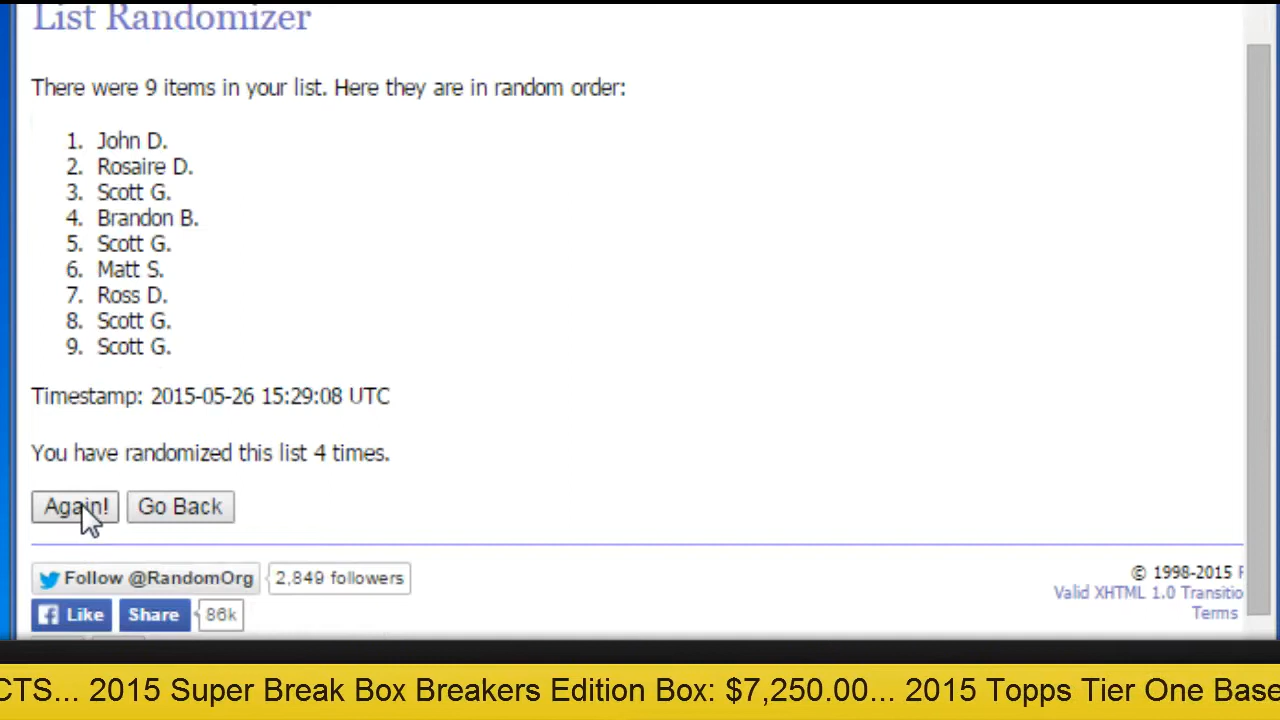 List Randomizer
There were 9 items in your list. Here they are in random order:
1. John D.
2. Rosaire D.
3. Scott G.
4. Brandon B.
5. Scott G.
6. Matt S.
7. Ross D.
8. Scott G.
9. Scott G.
Timestamp: 2015-05-26 15:29:08 UTC
You have randomized this list 4 times.
Again! Go Back
Follow @RandomOrg 2,849 followers
© 1998-2015
Valid XHTML 1.0 Transitio
Like Share 86k
Terms
CTS... 2015 Super Break Box Breakers Edition Box: $7,250.00... 2015 Topps Tier One Base